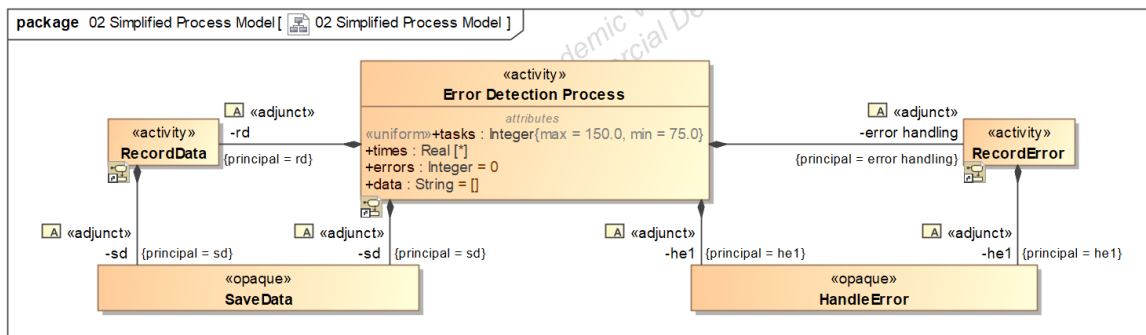 package 02 Simplified Process Model [ 02 Simplified Process Model ]
«activity»
Error Detection Process
attributes
«uniform»+tasks : Integer{max = 150.0, min = 75.0}
+times : Real [*]
+errors : Integer = 0
+data : String = []
A «adjunct»
-rd
{principal = rd}
«activity»
RecordData
A «adjunct»
-error handling
{principal = error handling}
«activity»
RecordError
A «adjunct»
-sd
{principal = sd}
A «adjunct»
-sd
{principal = sd}
A «adjunct»
-he1
{principal = he1}
A «adjunct»
-he1
{principal = he1}
«opaque»
SaveData
«opaque»
HandleError